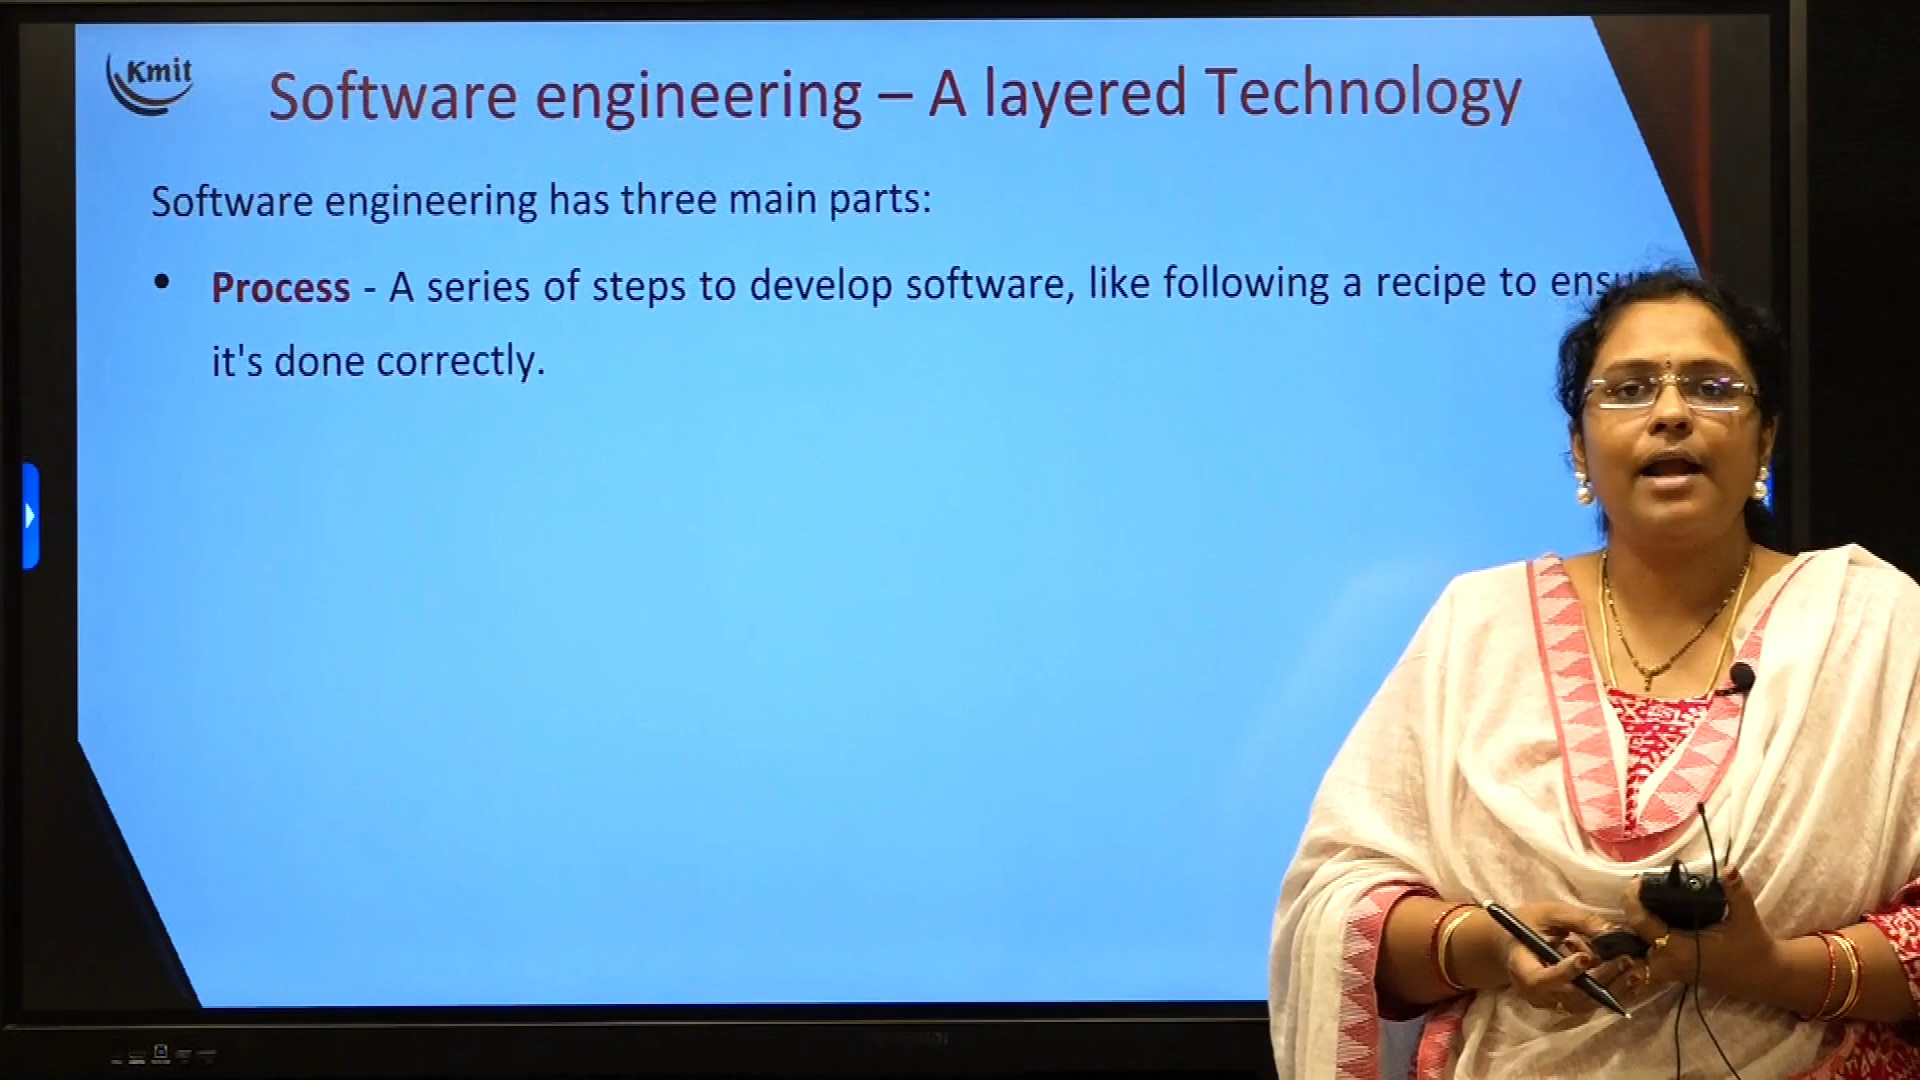 Kmit
Software engineering – A layered Technology
Software engineering has three main parts:
• Process - A series of steps to develop software, like following a recipe to
it's done correctly.